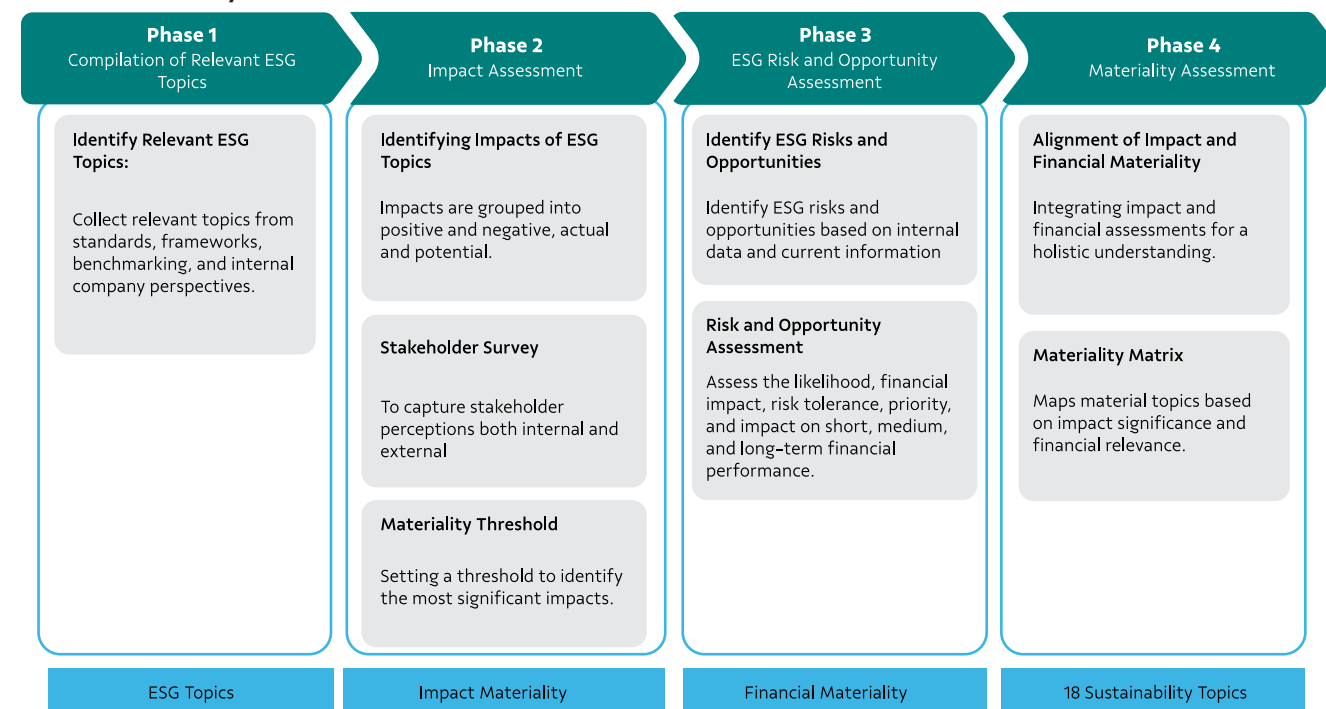 Phase 1
Compilation of Relevant ESG
Topics
Phase 2
Impact Assessment
Phase 3
ESG Risk and Opportunity
Assessment
Phase 4
Materiality Assessment
Identify Relevant ESG
Topics:
Collect relevant topics from
standards, frameworks,
benchmarking, and internal
company perspectives.
Identifying Impacts of ESG
Topics
Impacts are grouped into
positive and negative, actual
and potential.
Stakeholder Survey
To capture stakeholder
perceptions both internal and
external
Materiality Threshold
Setting a threshold to identify
the most significant impacts.
Identify ESG Risks and
Opportunities
Identify ESG risks and
opportunities based on internal
data and current information
Risk and Opportunity
Assessment
Assess the likelihood, financial
impact, risk tolerance, priority,
and impact on short, medium,
and long-term financial
performance.
Alignment of Impact and
Financial Materiality
Integrating impact and
financial assessments for a
holistic understanding.
Materiality Matrix
Maps material topics based
on impact significance and
financial relevance.
ESG Topics
Impact Materiality
Financial Materiality
18 Sustainability Topics